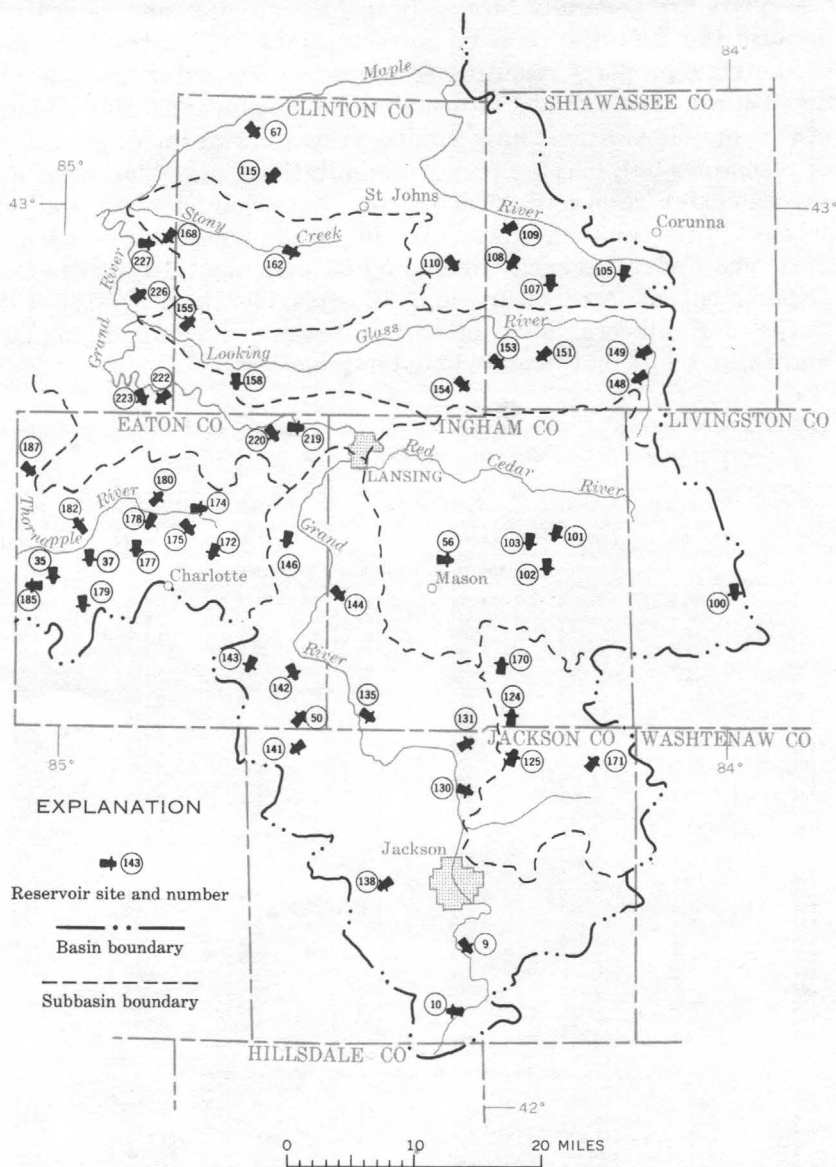 84°
Maple
CLINTON CO
SHIAWASSEE CO
67
85°
115
43°
St Johns
43°
Stony
River
Corunna
168
109
227
Creek
162
110
108
105
River
226
107
155
Glass
River
Grand
Looking
153
151
149
158
154
148
222
223
EATON CO
INGHAM CO
LIVINGSTON CO
220
219
187
LANSING
Red
Cedar
River
180
River
174
182
178
Thornapple
Grand
175
172
56
103
101
35
37
177
146
102
Charlotte
Mason
185
179
144
100
143
170
142
River
135
124
50
131
141
JACKSON CO
WASHTENAW CO
85°
125
171
84°
130
EXPLANATION
143
Jackson
Reservoir site and number
138
Basin boundary
9
Subbasin boundary
10
HILLSDALE CO
42°
0 10 20 MILES